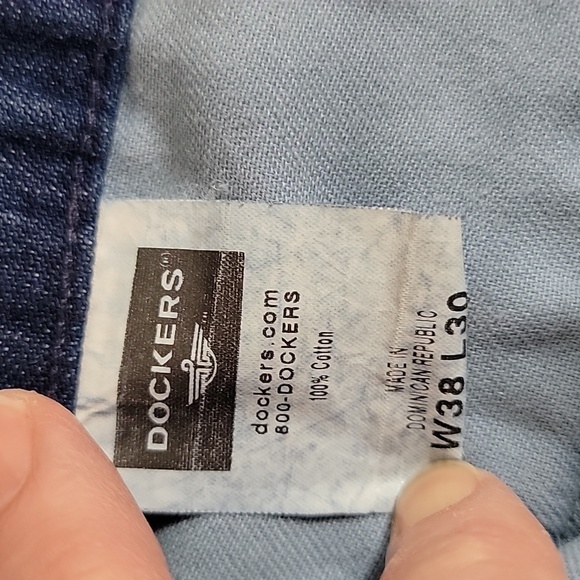 DOCKERS®
dockers.com
800-DOCKERS
100% Cotton
MADE IN
DOMINICAN REPUBLIC
W38 L30